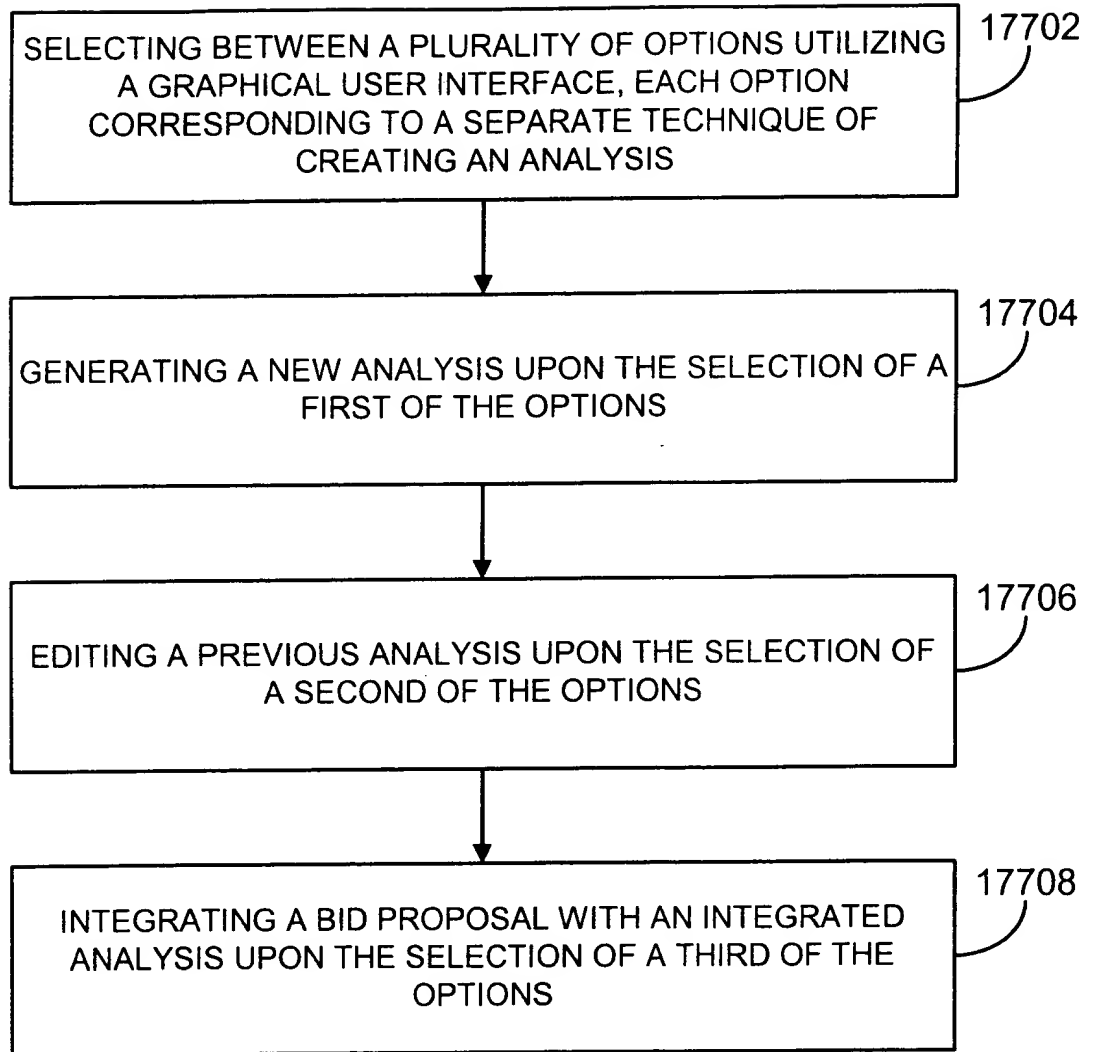 SELECTING BETWEEN A PLURALITY OF OPTIONS UTILIZING
A GRAPHICAL USER INTERFACE, EACH OPTION
CORRESPONDING TO A SEPARATE TECHNIQUE OF
CREATING AN ANALYSIS
17702
GENERATING A NEW ANALYSIS UPON THE SELECTION OF A
FIRST OF THE OPTIONS
17704
EDITING A PREVIOUS ANALYSIS UPON THE SELECTION OF
A SECOND OF THE OPTIONS
17706
INTEGRATING A BID PROPOSAL WITH AN INTEGRATED
ANALYSIS UPON THE SELECTION OF A THIRD OF THE
OPTIONS
17708